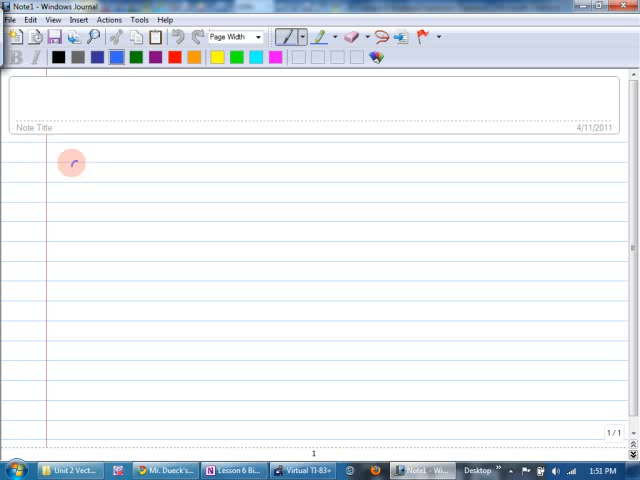 Note1 - Windows Journal
File Edit View Insert Actions Tools Help
Page Width
B I
Note Title 4/11/2011
1 / 1
1
Unit 2 Vect... Mr. Dueck's... Lesson 6 Bi... Virtual TI-83+ Note1 - Wi... Desktop 1:51 PM